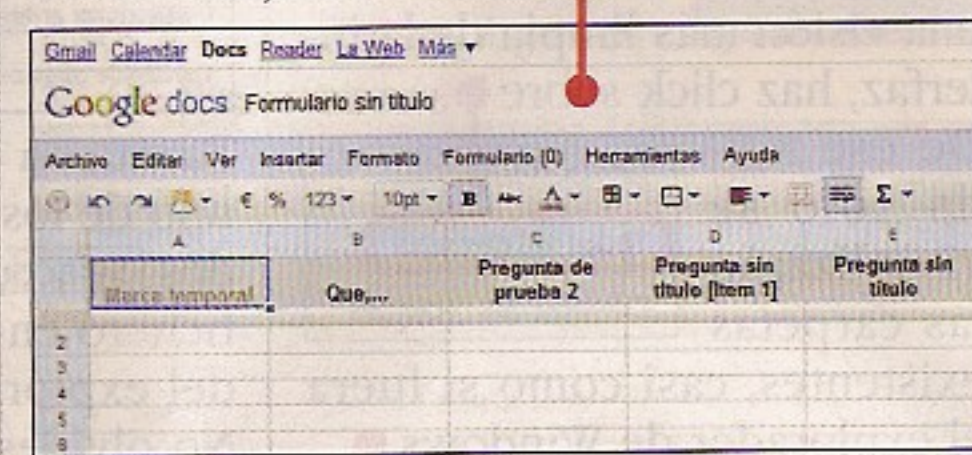 Gmail Calendar Docs Reader La Web Más ▼
Google docs Formulario sin título
Archivo Editar Ver Insertar Formato Formulario (0) Herramientas Ayuda
€ % 123 10pt B Abc A Σ
A B C D E
Marca temporal Que,... Pregunta de prueba 2 Pregunta sin título [Item 1] Pregunta sin título
2
3
4
5
6